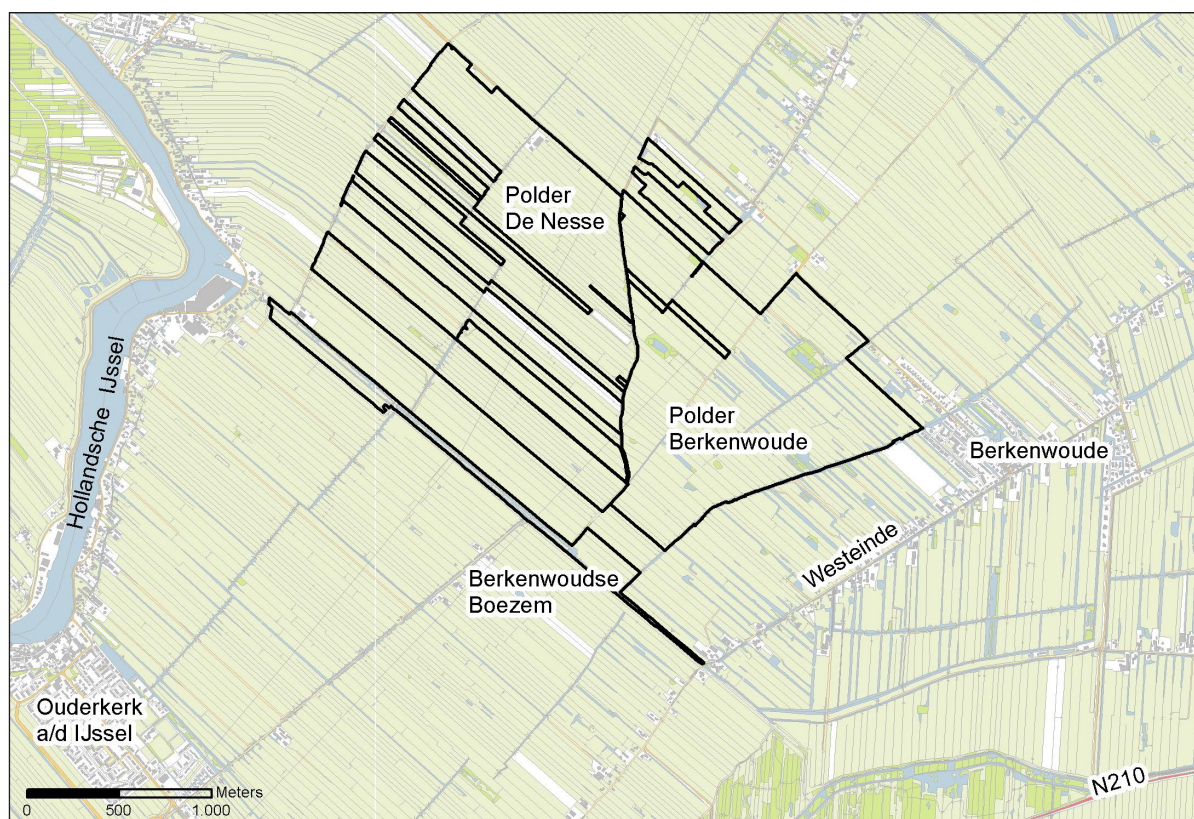 Polder
De Nesse
Hollandsche IJssel
Polder
Berkenwoude
Berkenwoude
Westeinde
Berkenwoudse
Boezem
Ouderkerk
a/d IJssel
N210
Meters
0 500 1.000